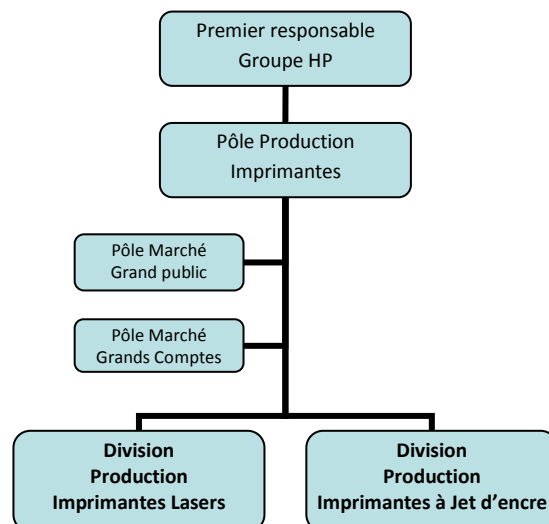 Premier responsable
Groupe HP
Pôle Production
Imprimantes
Pôle Marché
Grand public
Pôle Marché
Grands Comptes
Division
Production
Imprimantes Lasers
Division
Production
Imprimantes à Jet d’encre